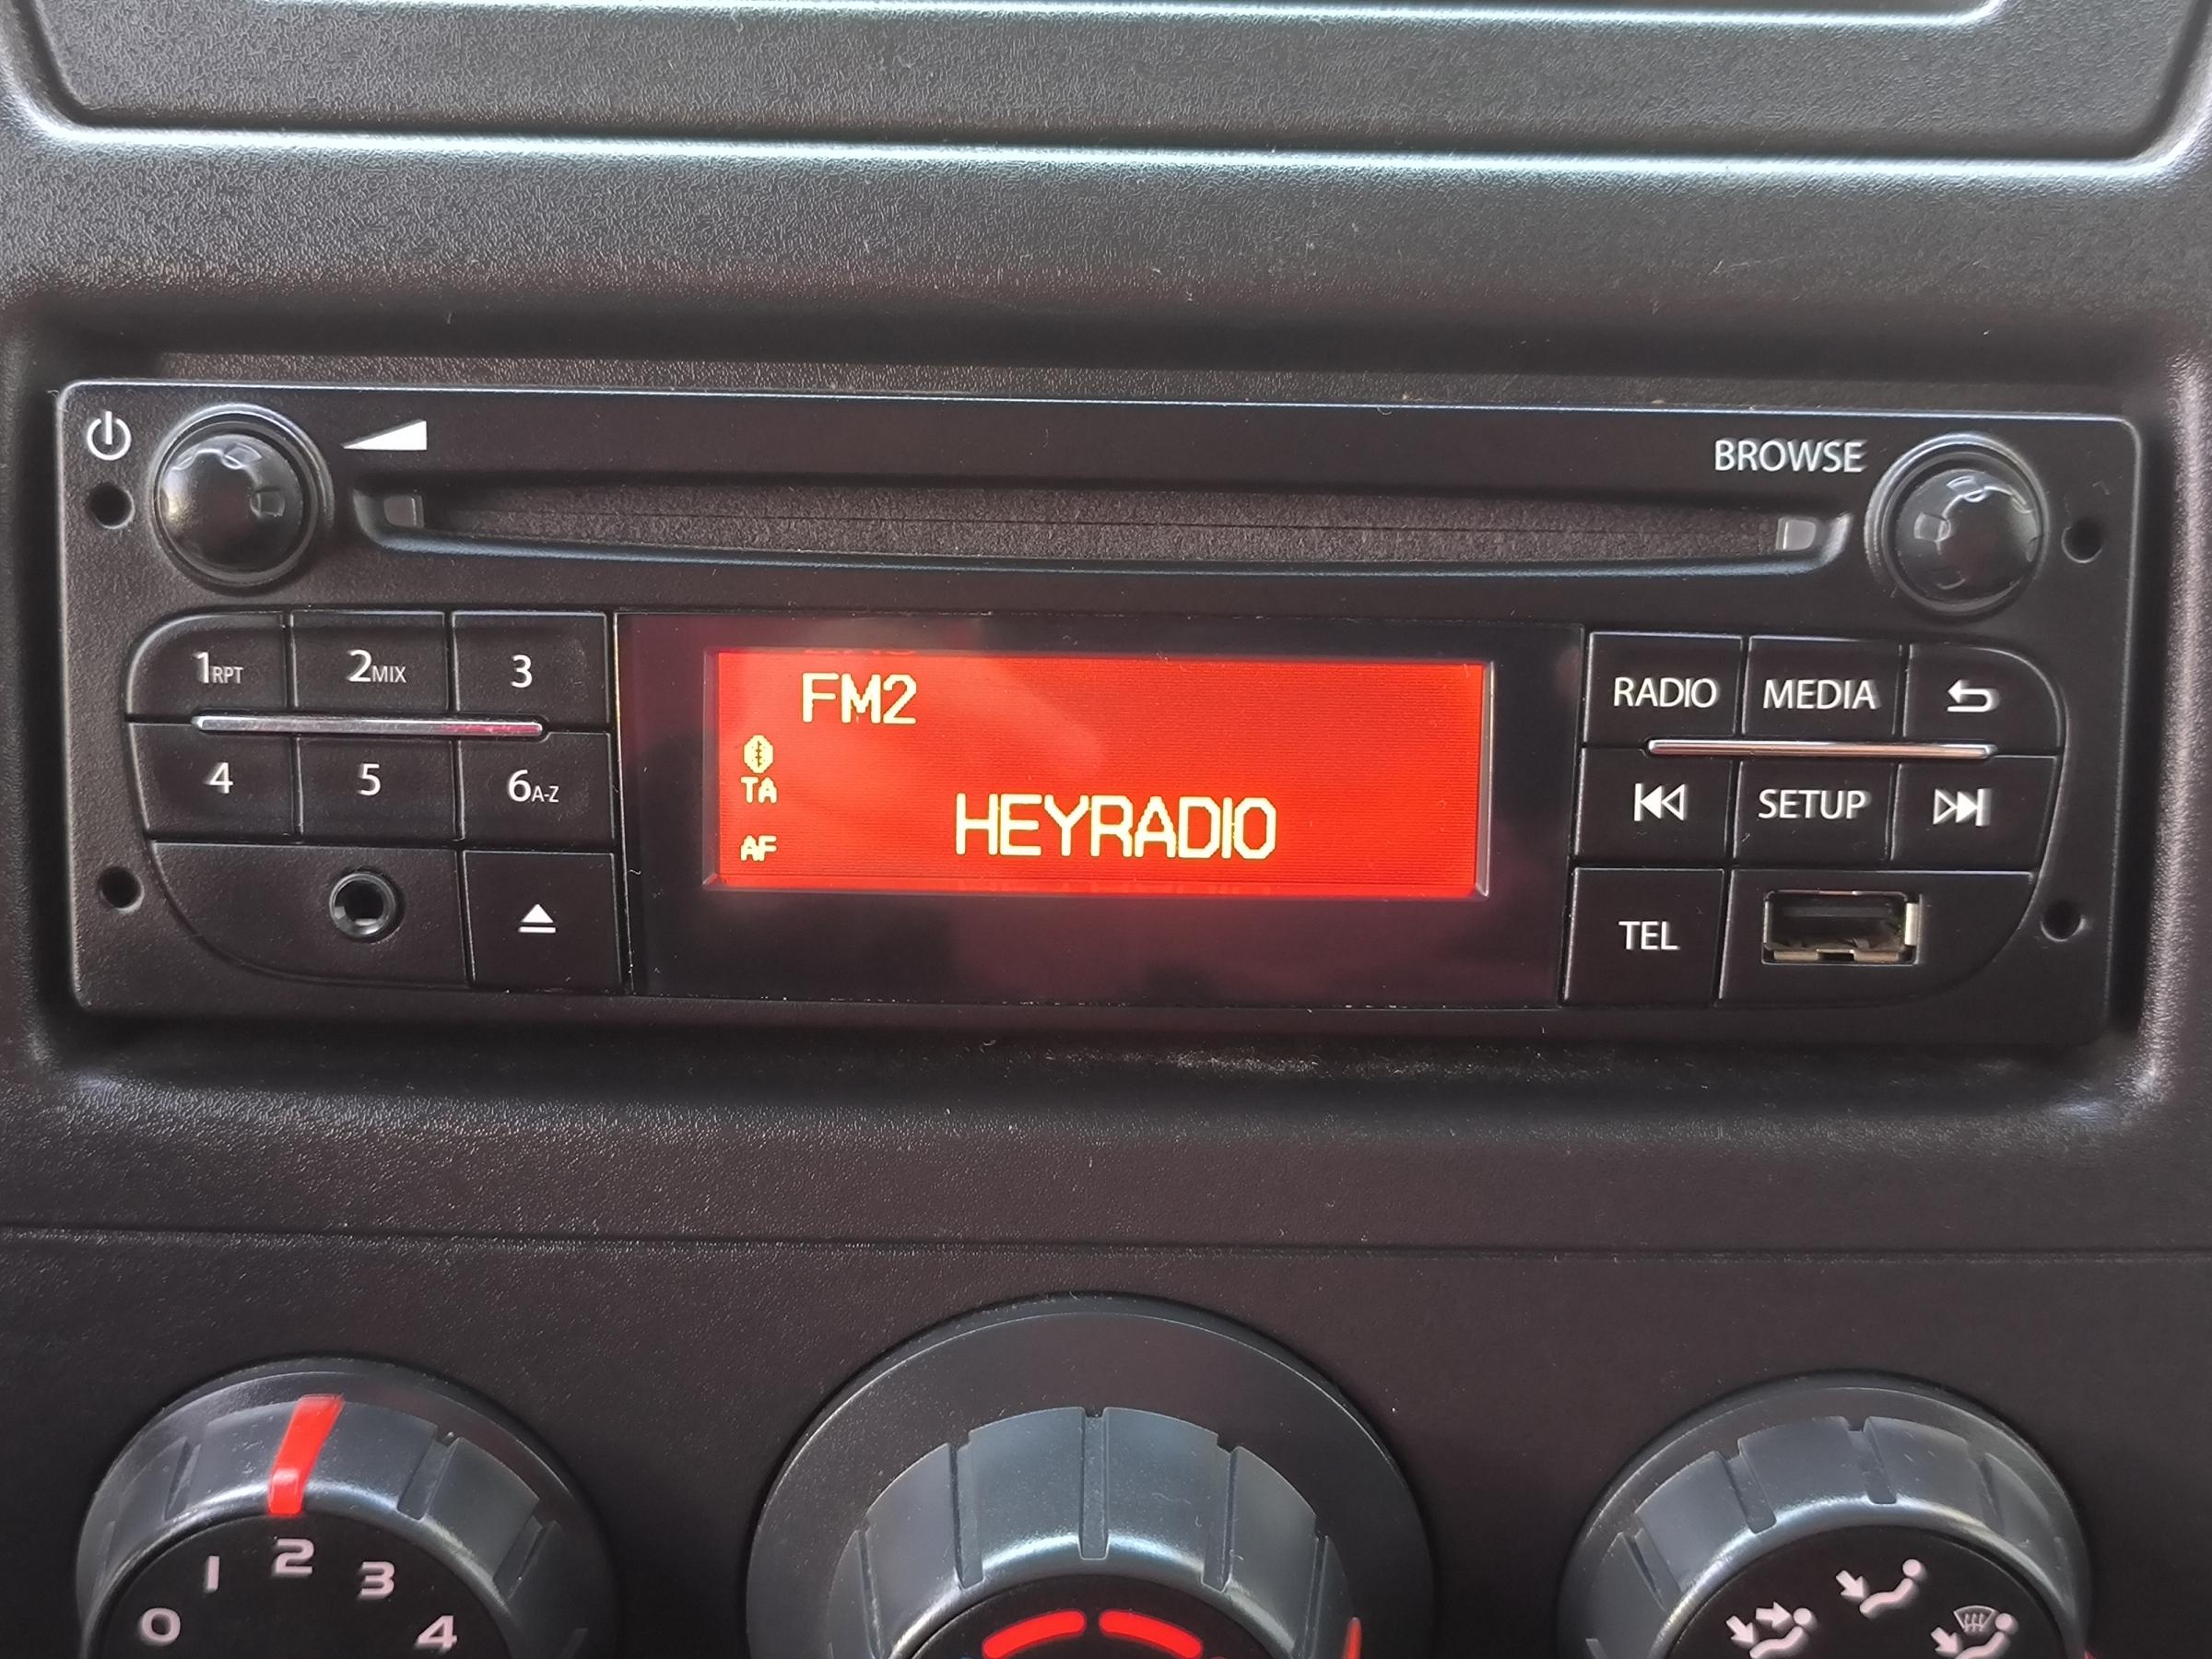 BROWSE
1RPT 2MIX 3
4 5 6A-Z
FM2
TA
AF
HEYRADIO
RADIO MEDIA
SETUP
TEL
0 1 2 3 4